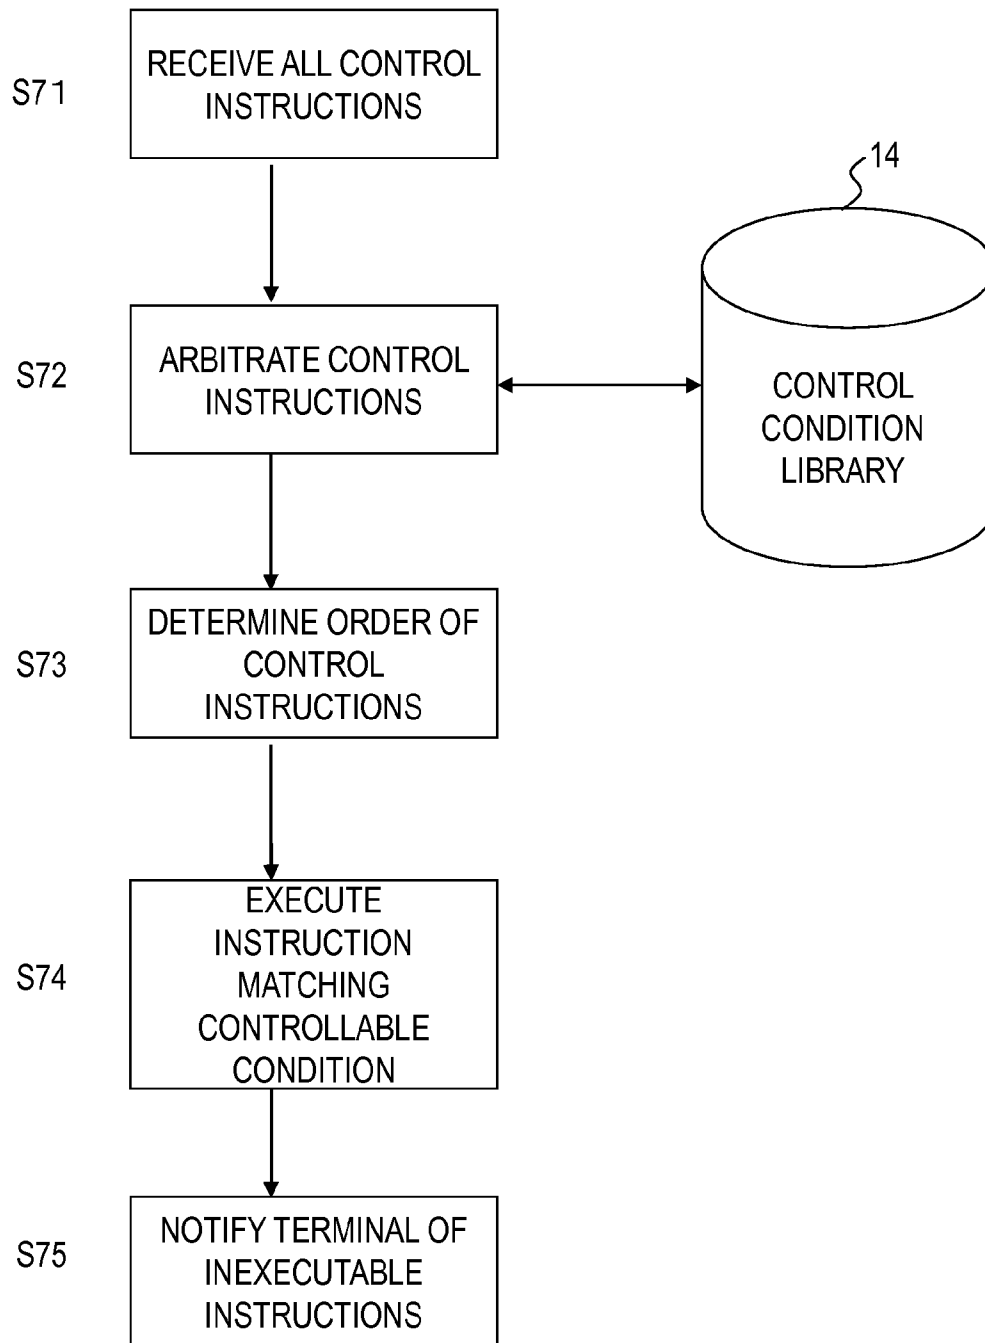 S71
RECEIVE ALL CONTROL
INSTRUCTIONS
14
S72
ARBITRATE CONTROL
INSTRUCTIONS
CONTROL
CONDITION
LIBRARY
S73
DETERMINE ORDER OF
CONTROL
INSTRUCTIONS
S74
EXECUTE
INSTRUCTION
MATCHING
CONTROLLABLE
CONDITION
S75
NOTIFY TERMINAL OF
INEXECUTABLE
INSTRUCTIONS